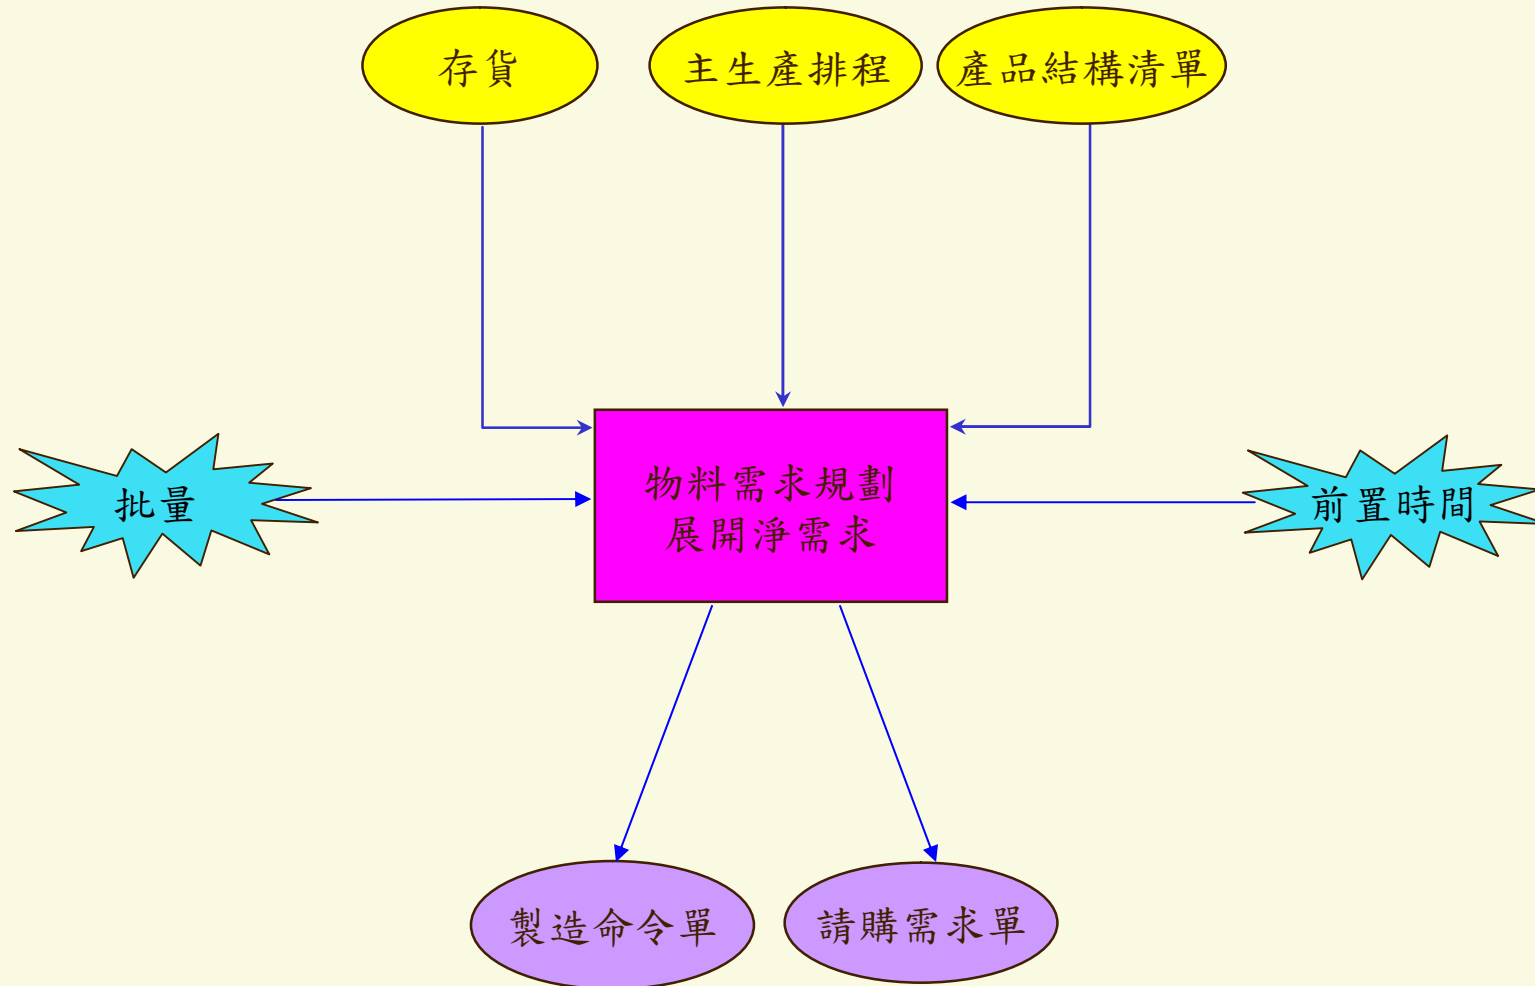 存貨
主生產排程
產品結構清單
物料需求規劃
展開淨需求
批量
前置時間
製造命令單
請購需求單